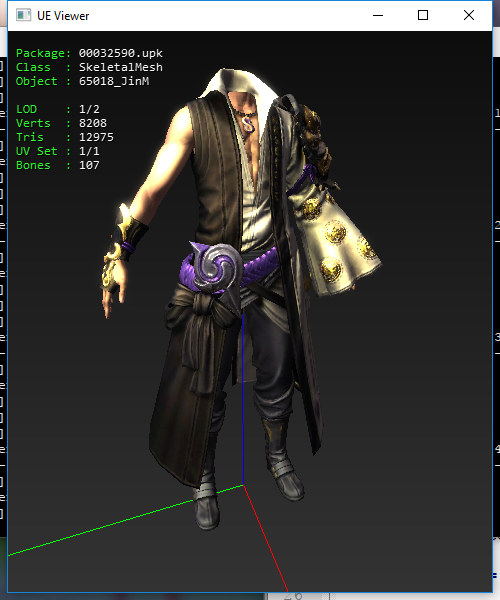 UE Viewer
Package: 00032590.upk
Class : SkeletalMesh
Object : 65018_JinM
LOD : 1/2
Verts : 8208
Tris : 12975
UV Set : 1/1
Bones : 107